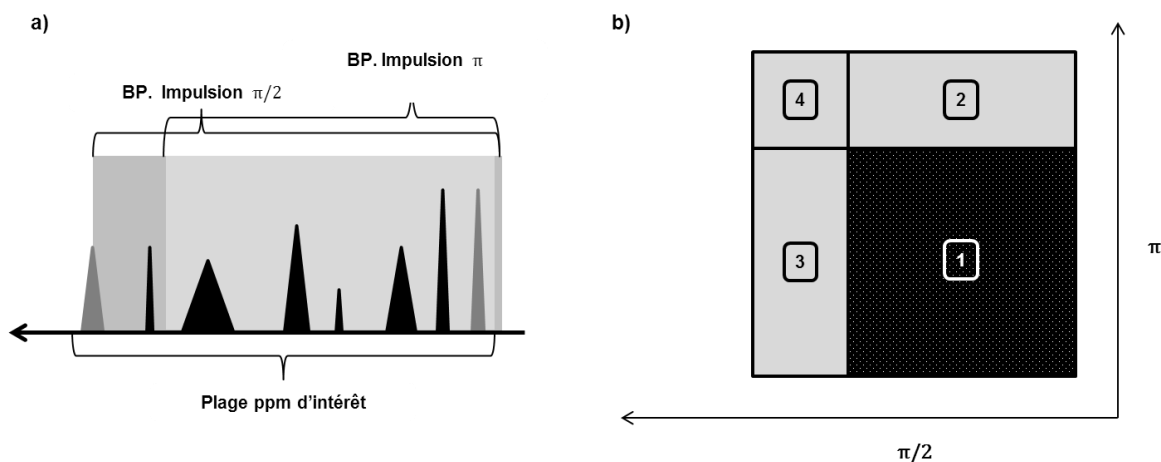 a)
BP. Impulsion π
BP. Impulsion π/2
Plage ppm d’intérêt
b)
4
2
3
1
π
π/2